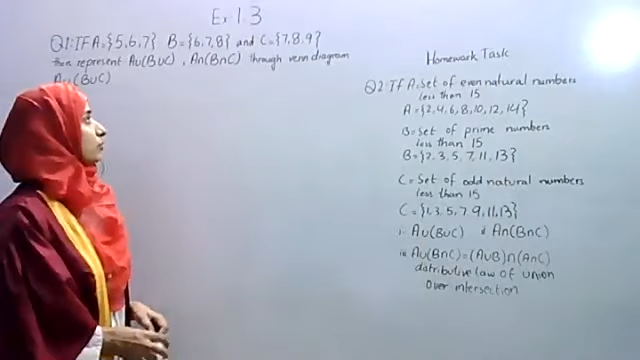 Ex 1.3
Q1: If A={5,6,7} B={6,7,8} and C={7,8,9}
then represent A∪(B∪C) , A∩(B∩C) through venn diagram
A∪(B∪C)
Homework Task
Q2: If A=Set of even natural numbers
less than 15
A={2,4,6,8,10,12,14}
B=Set of prime numbers
less than 15
B={2,3,5,7,11,13}
C=Set of odd natural numbers
less than 15
C={1,3,5,7 9,11,13}
i. A∪(B∪C) ii A∩(B∩C)
iii A∪(B∩C)=(A∪B)∩(A∩C)
distributive law of union
over intersection